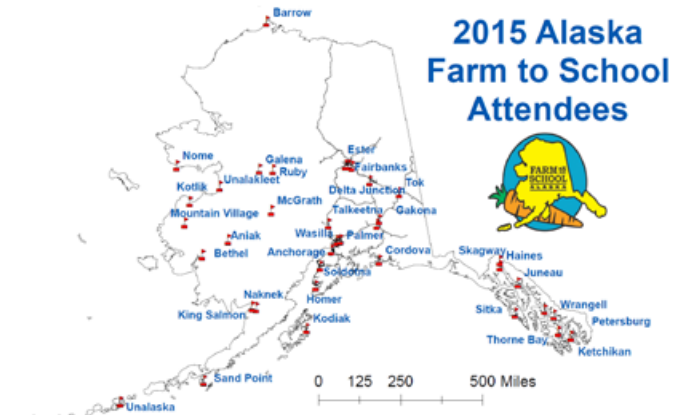 Barrow
2015 Alaska
Farm to School
Attendees
Ester
Nome
Galena
Fairbanks
FARM to
SCHOOL
ALASKA
Ruby
Unalakleet
Kotlik
Delta Junction
Tok
McGrath
Mountain Village
Talkeetna
Gakona
Aniak
Wasilla
Palmer
Bethel
Anchorage
Cordova
Skagway
Haines
Soldotna
Juneau
Naknek
Homer
King Salmon
Kodiak
Sitka
Wrangell
Petersburg
Thorne Bay
Ketchikan
Sand Point
0 125 250 500 Miles
Unalaska